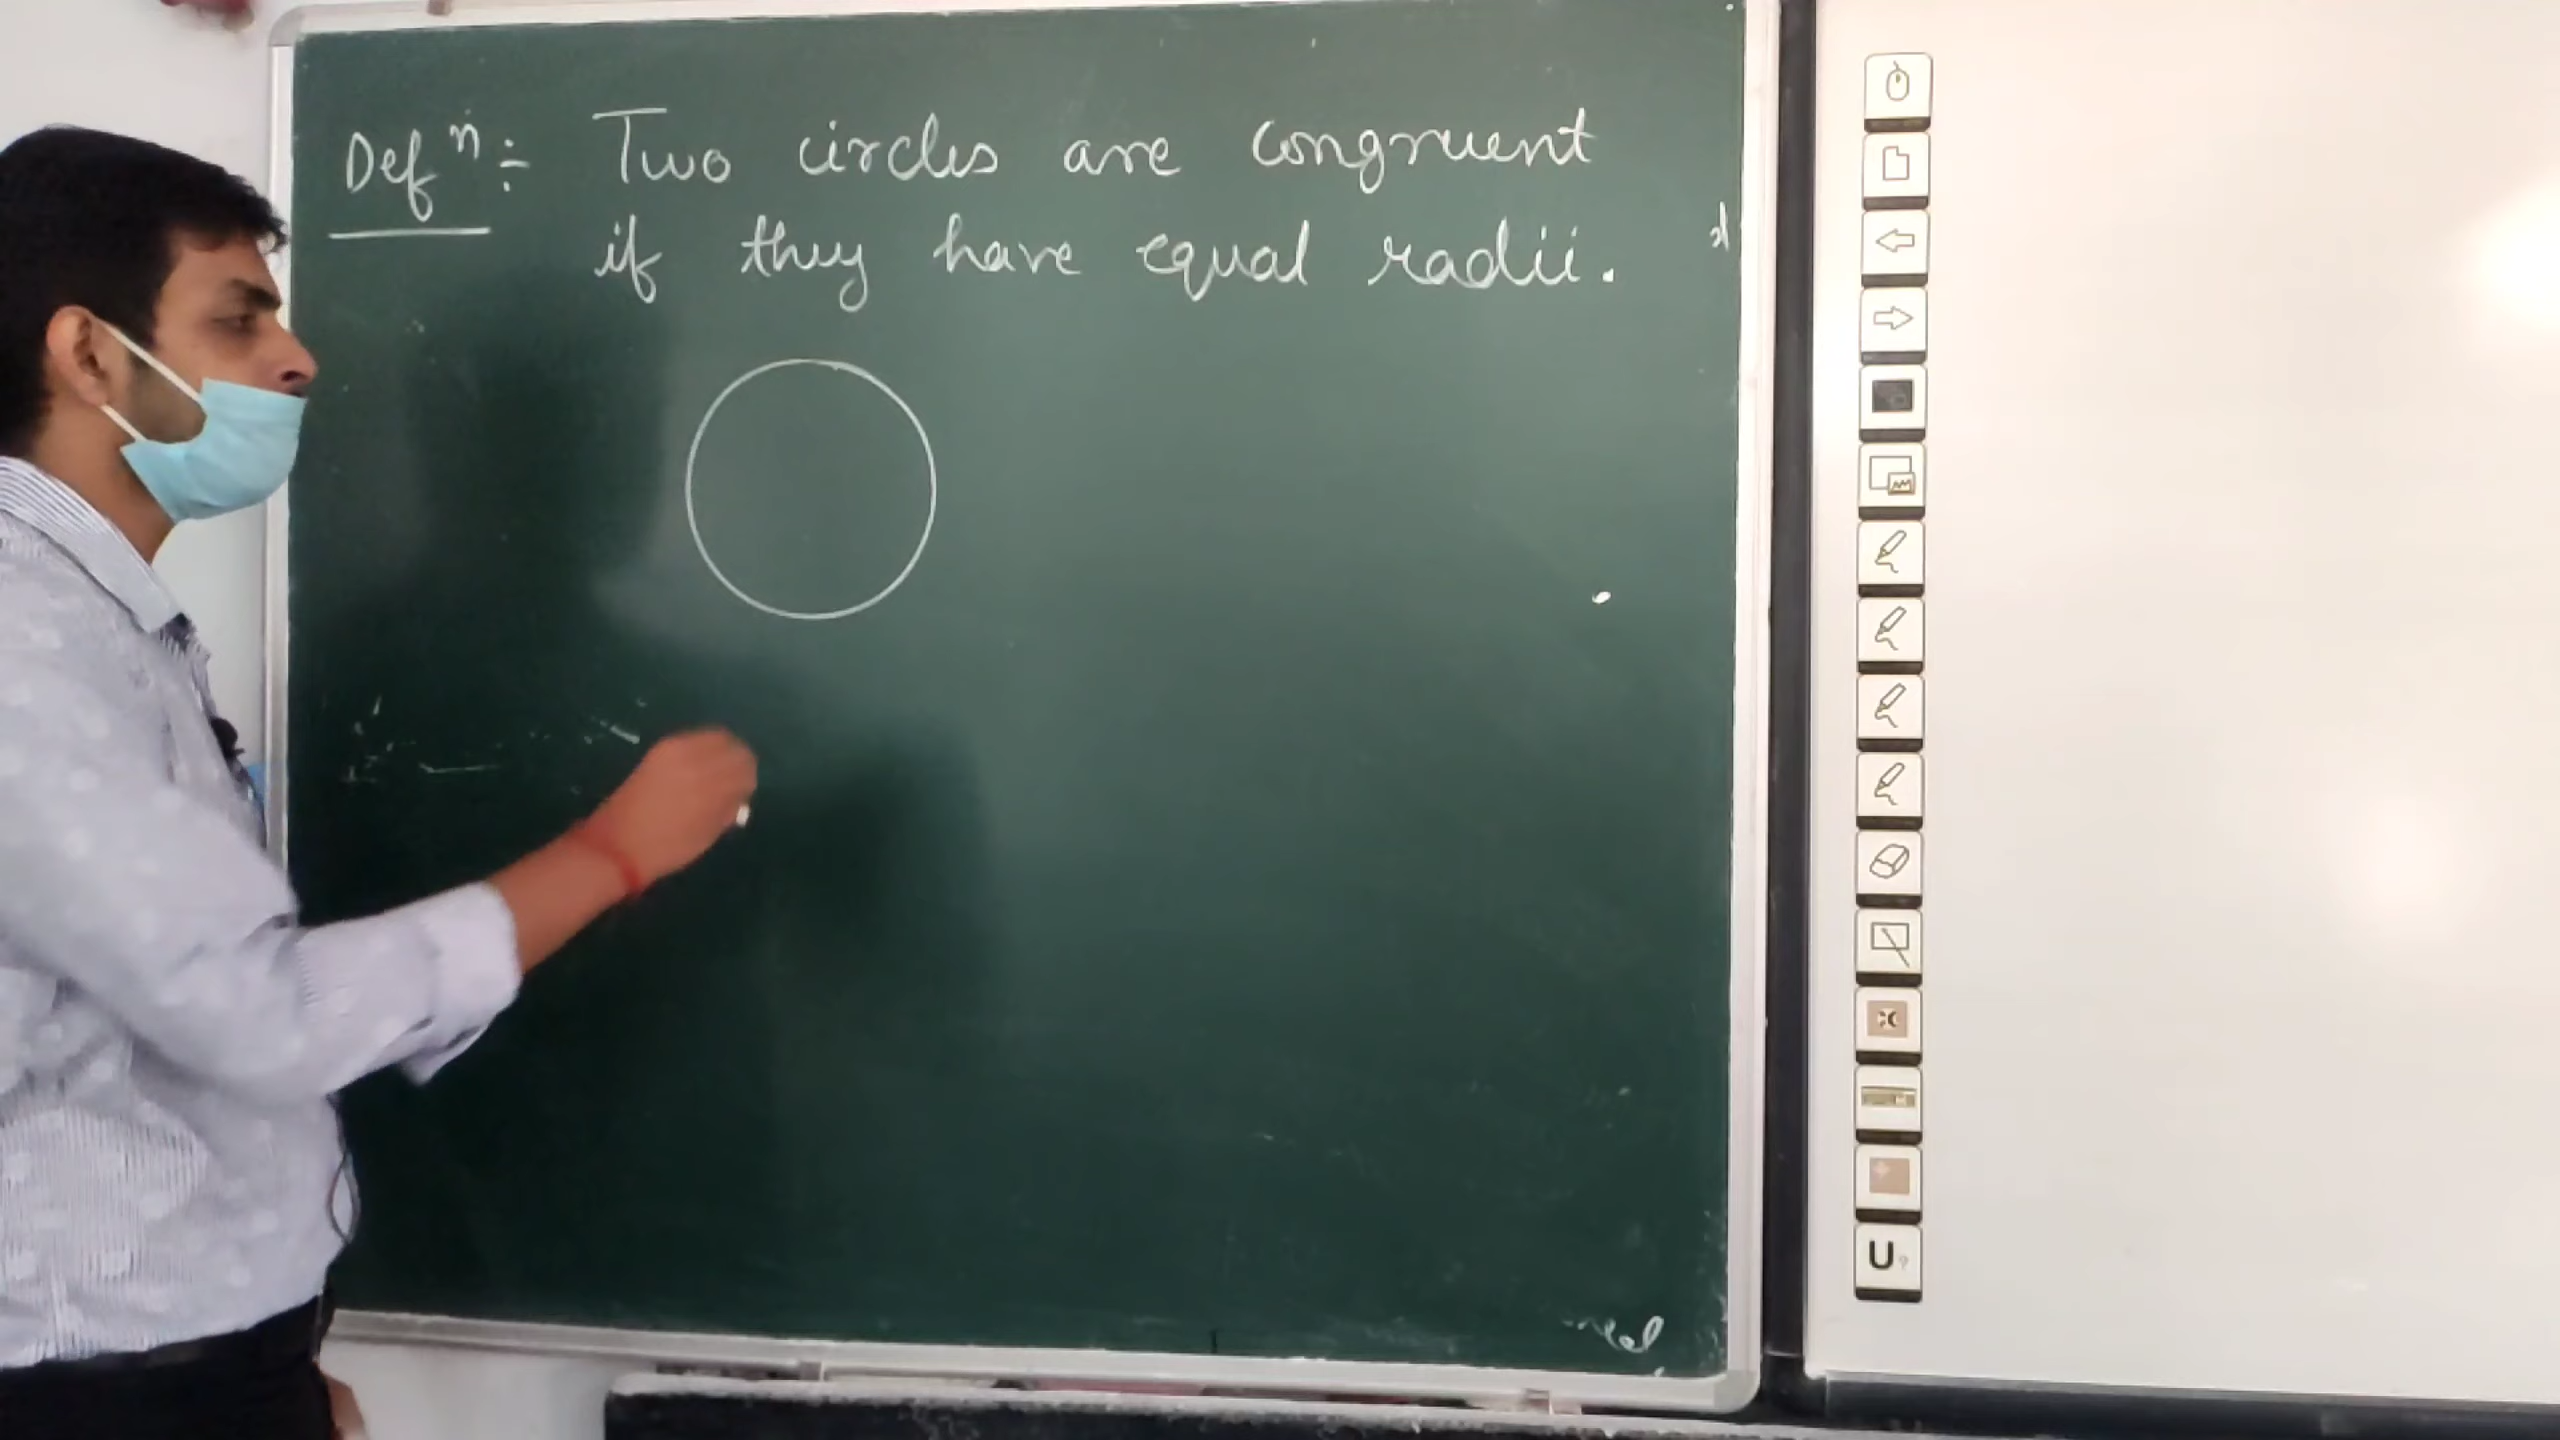 Defⁿ ÷ Two circles are congruent
if they have equal radii.
U?